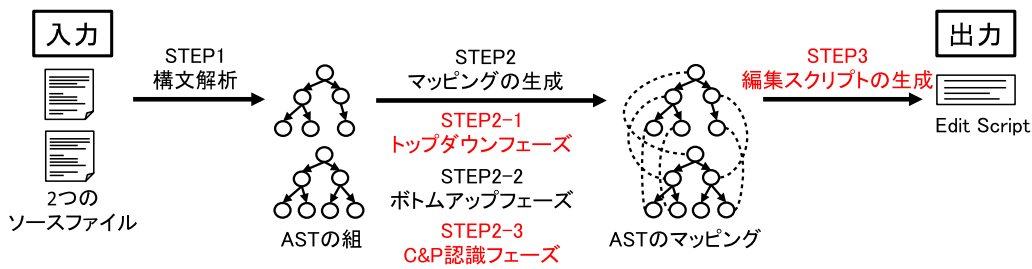 入力
2つの
ソースファイル
STEP1
構文解析
ASTの組
STEP2
マッピングの生成
STEP2-1
トップダウンフェーズ
STEP2-2
ボトムアップフェーズ
STEP2-3
C&P認識フェーズ
ASTのマッピング
STEP3
編集スクリプトの生成
出力
Edit Script